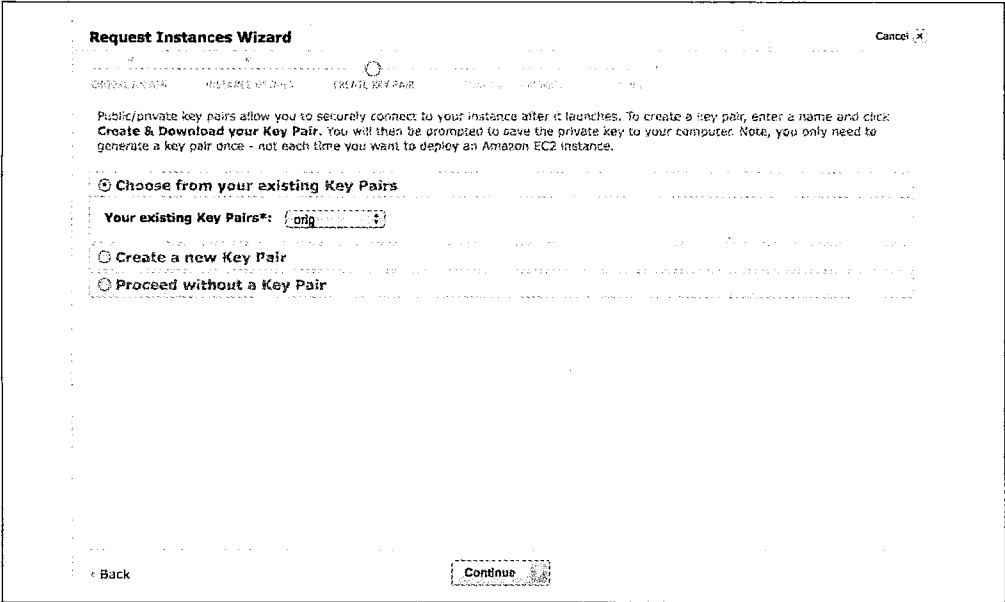 Request Instances Wizard
Cancel x
CREATE KEY PAIR
Public/private key pairs allow you to securely connect to your instance after it launches. To create a key pair, enter a name and click
Create & Download your Key Pair. You will then be prompted to save the private key to your computer. Note, you only need to
generate a key pair once - not each time you want to deploy an Amazon EC2 instance.
Choose from your existing Key Pairs
Your existing Key Pairs*: orig
Create a new Key Pair
Proceed without a Key Pair
‹ Back
Continue